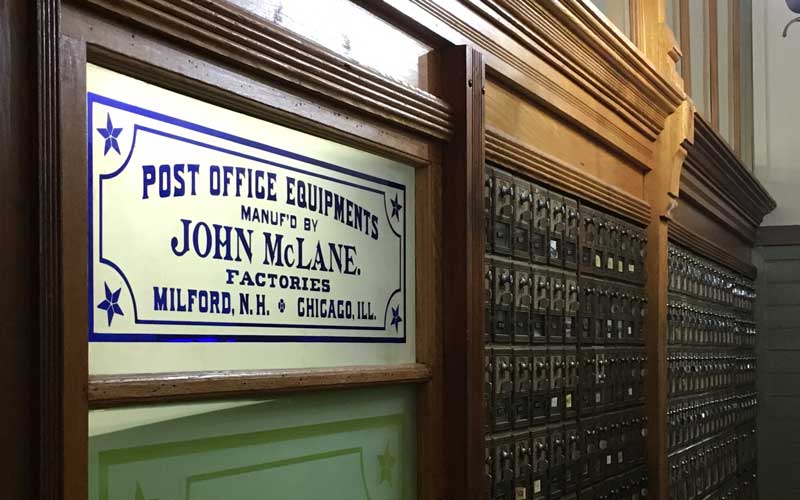 POST OFFICE EQUIPMENTS
MANUF'D BY
JOHN McLANE.
FACTORIES
MILFORD, N.H. CHICAGO, ILL.